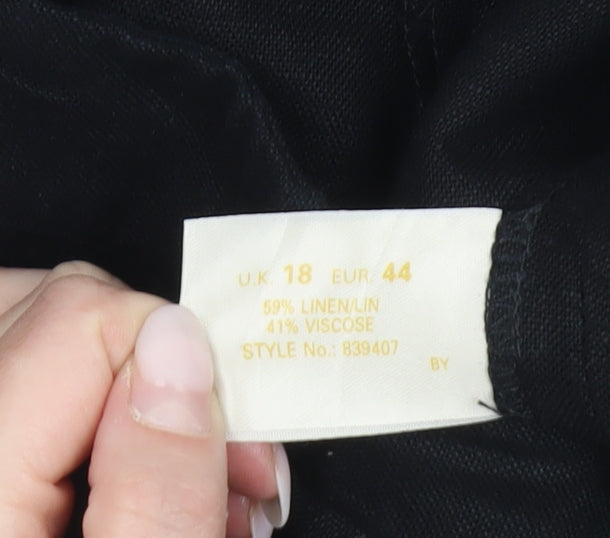 U.K. 18 EUR. 44
59% LINEN/LIN
41% VISCOSE
STYLE No.: 839407
BY